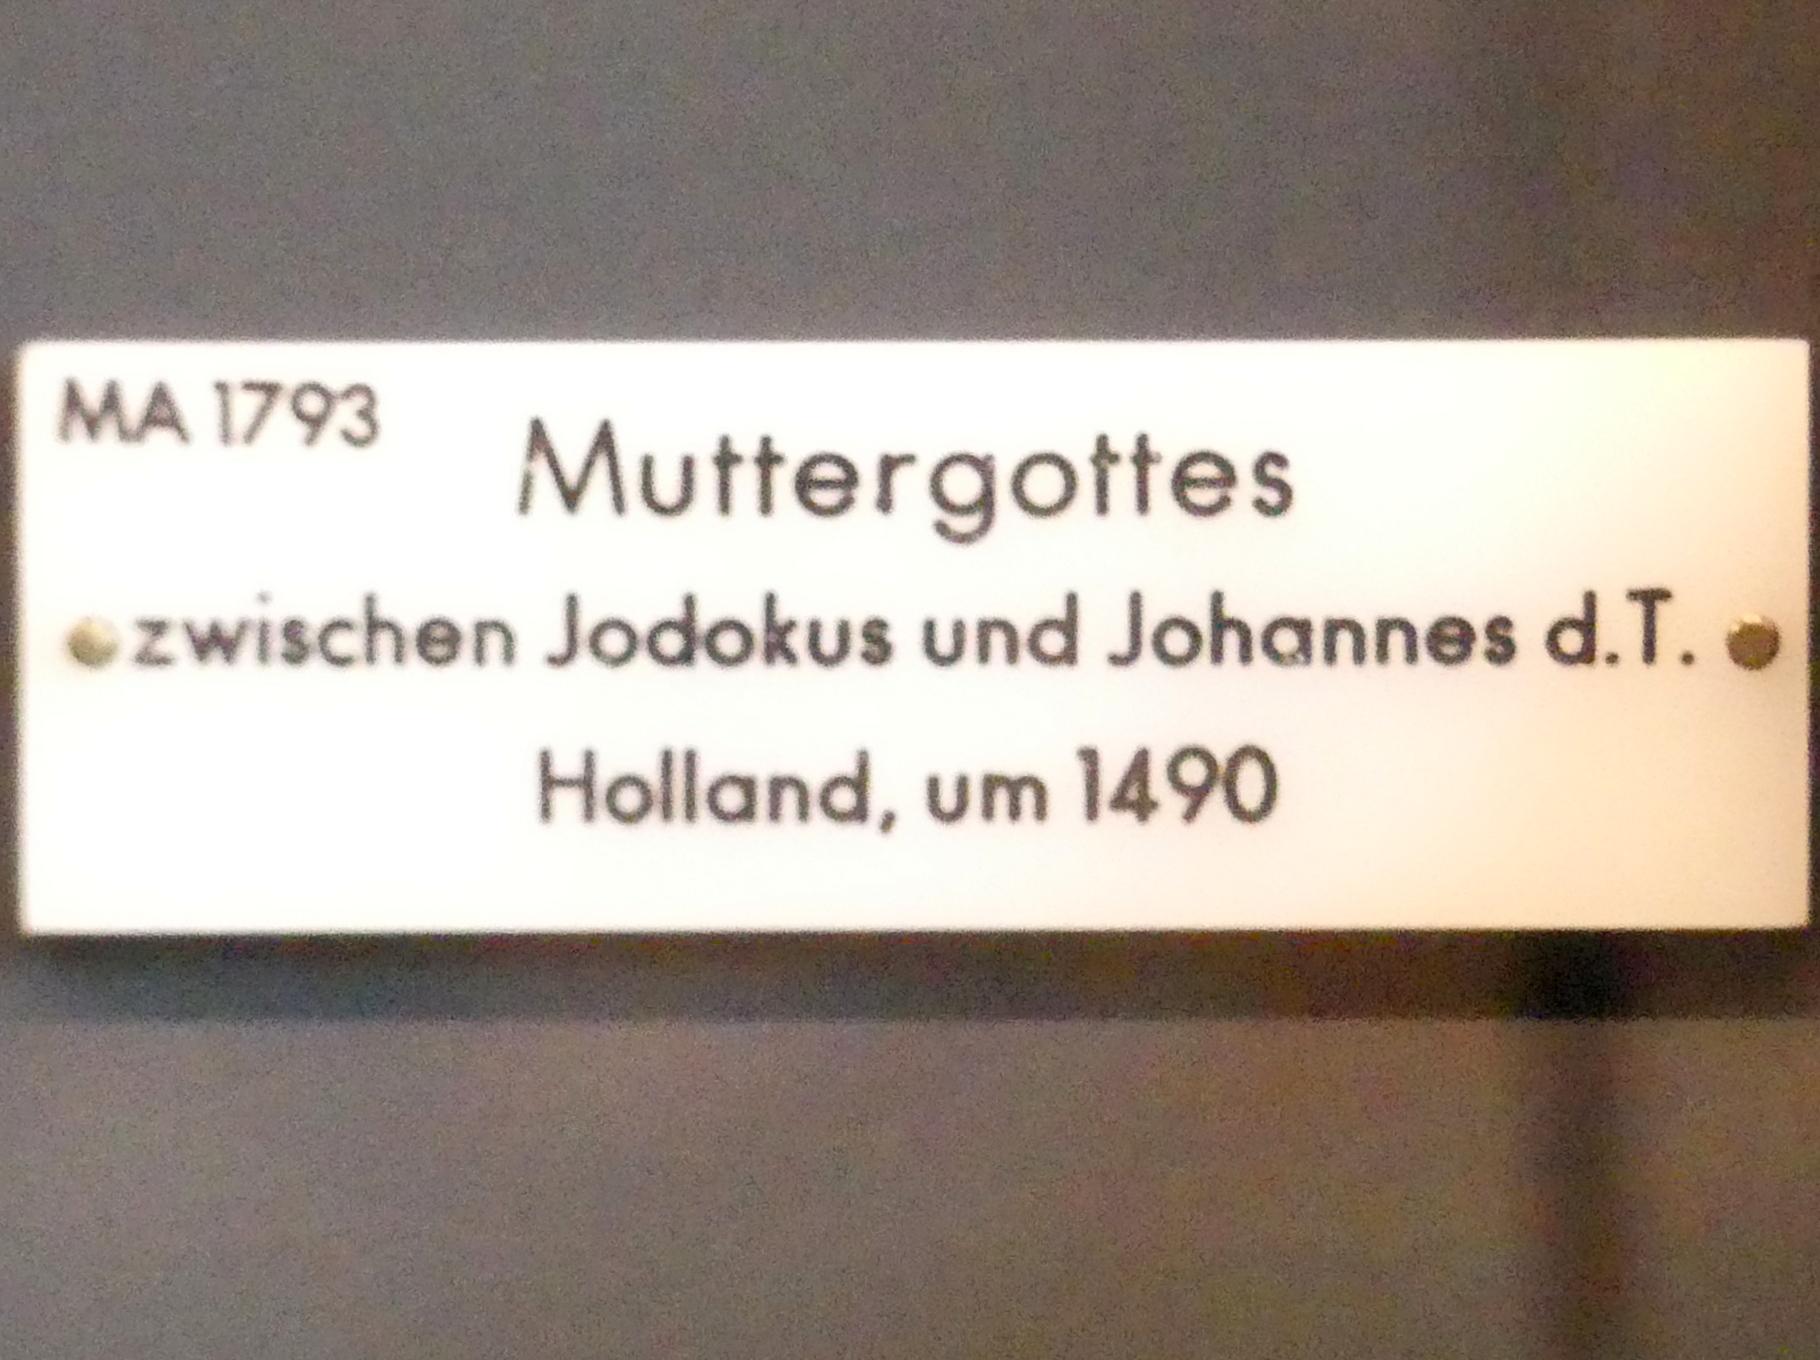 MA 1793
Muttergottes
zwischen Jodokus und Johannes d.T.
Holland, um 1490